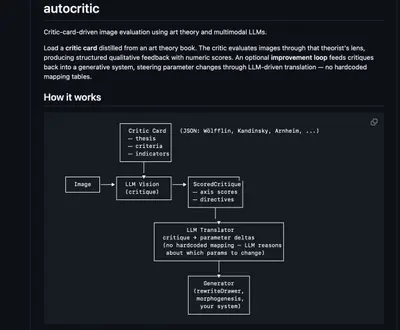 autocritic
Critic-card-driven image evaluation using art theory and multimodal LLMs.
Load a critic card distilled from an art theory book. The critic evaluates images through that theorist's lens,
producing structured qualitative feedback with numeric scores. An optional improvement loop feeds critiques
back into a generative system, steering parameter changes through LLM-driven translation — no hardcoded
mapping tables.
How it works
Critic Card (JSON: Wölfflin, Kandinsky, Arnheim, ...)
— thesis
— criteria
— indicators
Image
LLM Vision
(critique)
ScoredCritique
— axis scores
— directives
LLM Translator
critique → parameter deltas
(no hardcoded mapping — LLM reasons
about which params to change)
Generator
(rewriteDrawer,
morphogenesis,
your system)